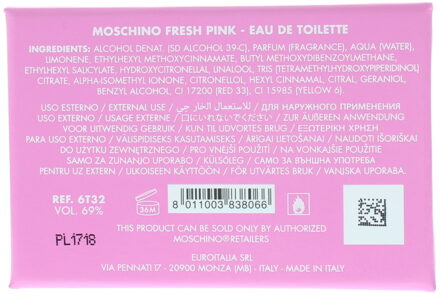 MOSCHINO FRESH PINK - EAU DE TOILETTE
INGREDIENTS: ALCOHOL DENAT. (SD ALCOHOL 39-C), PARFUM (FRAGRANCE), AQUA (WATER),
LIMONENE, ETHYLHEXYL METHOXYCINNAMATE, BUTYL METHOXYDIBENZOYLMETHANE,
ETHYLHEXYL SALICYLATE, HYDROXYCITRONELLAL, LINALOOL, TRIS (TETRAMETHYLHYDROXYPIPERIDINOL)
CITRATE, ALPHA-ISOMETHYL IONONE, HEXYL CINNAMAL, CITRONELLOL, CITRAL, GERANIOL,
BENZYL ALCOHOL, CI 17200 (RED 33), CI 15985 (YELLOW 6).
USO ESTERNO / EXTERNAL USE / للاستعمال الخارجي / ДЛЯ НАРУЖНОГО ПРИМЕНЕНИЯ
USO EXTERNO / USAGE EXTERNE / 口にいれないでください / ZUR ÄUßEREN ANWENDUNG
VOOR UITWENDIG GEBRUIK / KUN TIL UDVORTES BRUG / ΕΞΩΤΕΡΙΚΗ ΧΡΗΣΗ
PARA USO EXTERNO / VÄLISPIDISEKS KASUTAMISEKS / ĀRĪGAI LIETOŠANAI / NAUDOTI IŠORIŠKAI
DO UŻYTKU ZEWNĘTRZNEGO / PRO VNĚJŠÍ POUŽITÍ / NA VONKAJŠIE POUŽITIE
SAMO ZA ZUNANJO UPORABO / KÜLSŐLEG / САМО ЗА ВЪНШНА УПОТРЕБА
PENTRU UZ EXTERN / ULKOISEEN KÄYTTÖÖN / FÖR UTVÄRTES BRUK / VANJSKA UPORABA
REF. 6T32
VOL. 69%
36M
8 011003 838066
PL1718
THIS PRODUCT CAN BE SOLD ONLY BY AUTHORIZED
MOSCHINO RETAILERS
EUROITALIA SRL
VIA PENNATI 17 - 20900 MONZA (MB) - ITALY - MADE IN ITALY